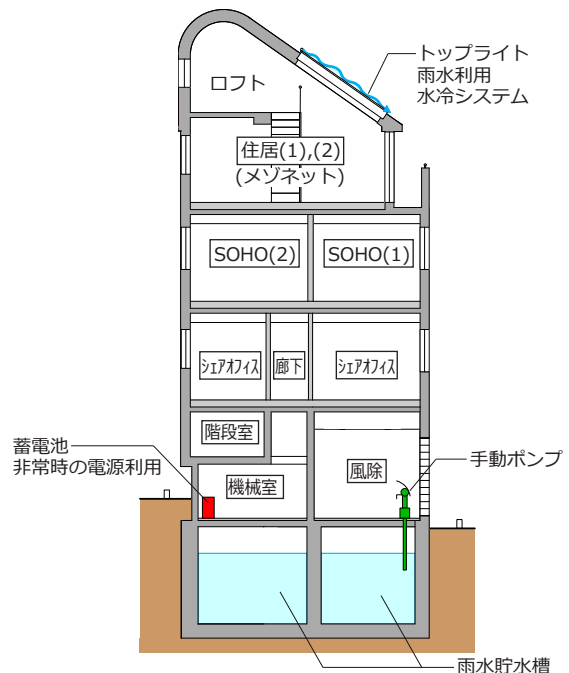 トップライト
雨水利用
水冷システム
ロフト
住居(1),(2)
(メゾネット)
SOHO(2)
SOHO(1)
ｼｪｱｵﾌｨｽ
廊下
ｼｪｱｵﾌｨｽ
階段室
蓄電池
非常時の電源利用
手動ポンプ
機械室
風除
雨水貯水槽